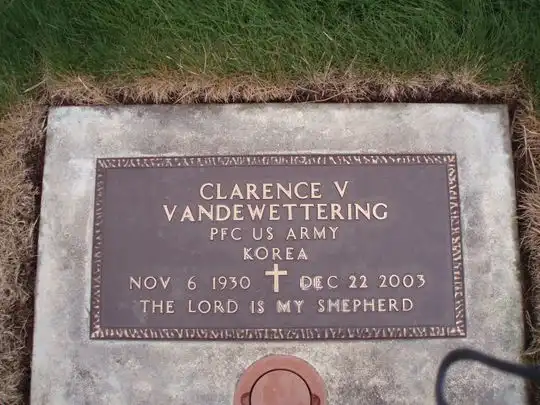 CLARENCE V
VANDEWETTERING
PFC US ARMY
KOREA
NOV 6 1930 DEC 22 2003
THE LORD IS MY SHEPHERD